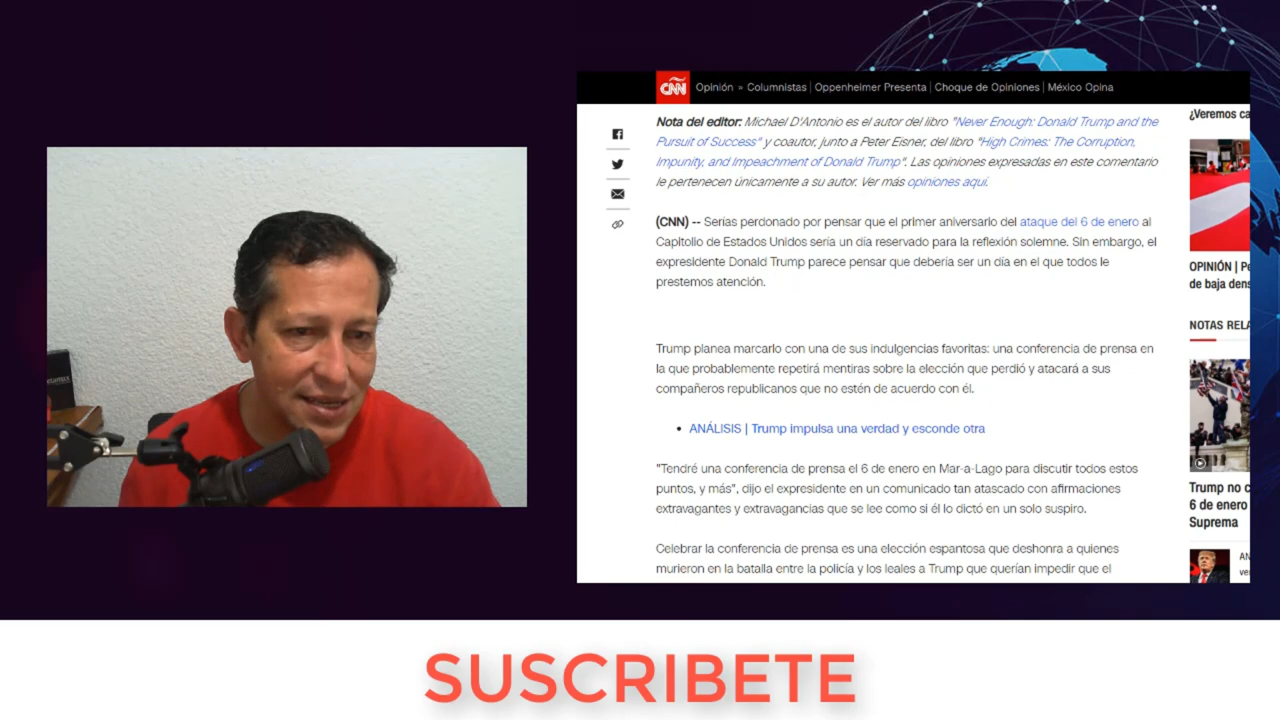 CNN Opinión » Columnistas | Oppenheimer Presenta | Choque de Opiniones | México Opina
Nota del editor: Michael D'Antonio es el autor del libro "Never Enough: Donald Trump and the
Pursuit of Success" y coautor, junto a Peter Eisner, del libro "High Crimes: The Corruption,
Impunity, and Impeachment of Donald Trump". Las opiniones expresadas en este comentario
le pertenecen únicamente a su autor. Ver más opiniones aquí.
(CNN) -- Serías perdonado por pensar que el primer aniversario del ataque del 6 de enero al
Capitolio de Estados Unidos sería un día reservado para la reflexión solemne. Sin embargo, el
expresidente Donald Trump parece pensar que debería ser un día en el que todos le
prestemos atención.
Trump planea marcarlo con una de sus indulgencias favoritas: una conferencia de prensa en
la que probablemente repetirá mentiras sobre la elección que perdió y atacará a sus
compañeros republicanos que no estén de acuerdo con él.
• ANÁLISIS | Trump impulsa una verdad y esconde otra
"Tendré una conferencia de prensa el 6 de enero en Mar-a-Lago para discutir todos estos
puntos, y más", dijo el expresidente en un comunicado tan atascado con afirmaciones
extravagantes y extravagancias que se lee como si él lo dictó en un solo suspiro.
Celebrar la conferencia de prensa es una elección espantosa que deshonra a quienes
murieron en la batalla entre la policía y los leales a Trump que querían impedir que el
¿Veremos ca
OPINIÓN | Pe
de baja dens
NOTAS RELA
Trump no c
6 de enero
Suprema
AN
ve
SUSCRIBETE